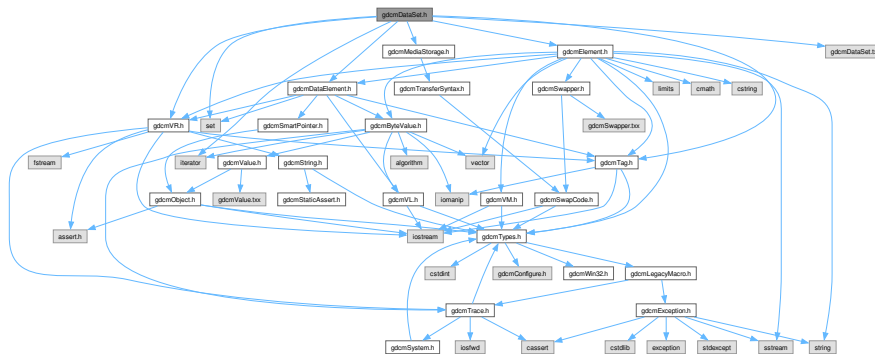 gdcmDataSet.h
gdcmMediaStorage.h
gdcmElement.h
gdcmDataSet.t
gdcmDataElement.h
gdcmTransferSyntax.h
gdcmSwapper.h
limits
cmath
cstring
gdcmVR.h
set
gdcmSmartPointer.h
gdcmByteValue.h
gdcmSwapper.txx
fstream
iterator
gdcmValue.h
gdcmString.h
algorithm
vector
gdcmTag.h
gdcmObject.h
gdcmValue.txx
gdcmStaticAssert.h
gdcmVL.h
iomanip
gdcmVM.h
gdcmSwapCode.h
assert.h
iostream
gdcmTypes.h
cstdint
gdcmConfigure.h
gdcmWin32.h
gdcmLegacyMacro.h
gdcmTrace.h
gdcmException.h
gdcmSystem.h
iosfwd
cassert
cstdlib
exception
stdexcept
sstream
string